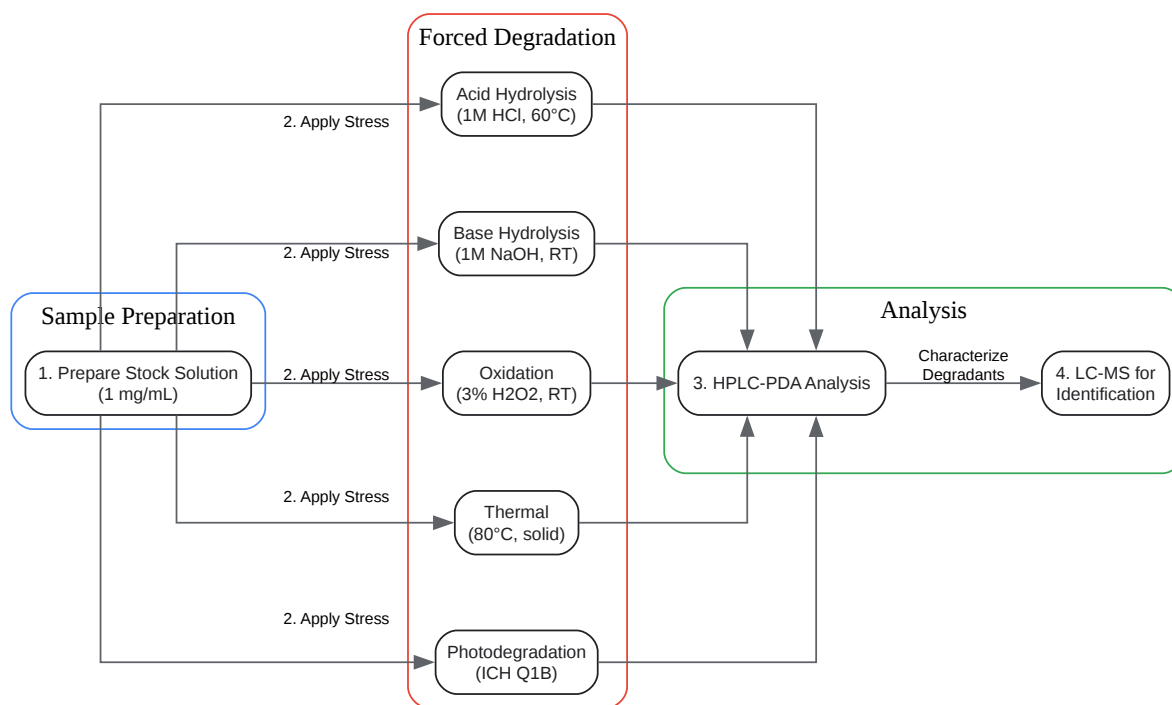 Forced Degradation
Acid Hydrolysis
(1M HCl, 60°C)
2. Apply Stress
Base Hydrolysis
(1M NaOH, RT)
2. Apply Stress
Sample Preparation
1. Prepare Stock Solution
(1 mg/mL)
2. Apply Stress
Oxidation
(3% H2O2, RT)
Analysis
3. HPLC-PDA Analysis
Characterize
Degradants
4. LC-MS for
Identification
2. Apply Stress
Thermal
(80°C, solid)
2. Apply Stress
Photodegradation
(ICH Q1B)